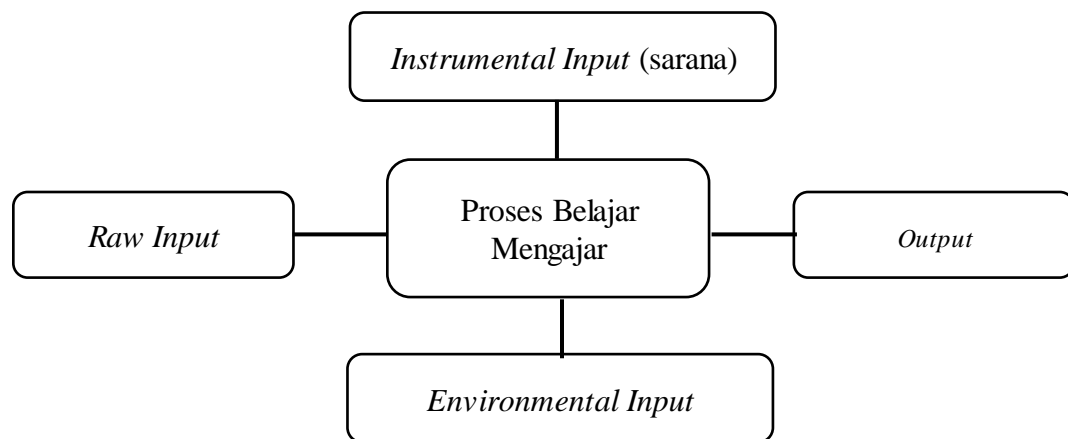 Instrumental Input (sarana)
Proses Belajar
Mengajar
Raw Input
Output
Environmental Input